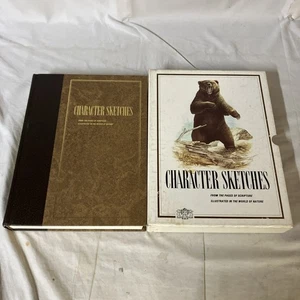 CHARACTER SKETCHES
CHARACTER SKETCHES
FROM THE PAGES OF SCRIPTURE
ILLUSTRATED IN THE WORLD OF NATURE